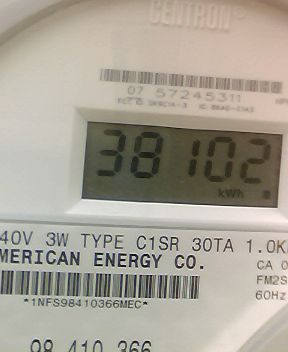 CENTRON®
07 57245311
38102
kWh
40V 3W TYPE C1SR 30TA 1.0K
MERICAN ENERGY CO.
CA 0
FM2S
60Hz
*1NFS98410366MEC*
98 410 366